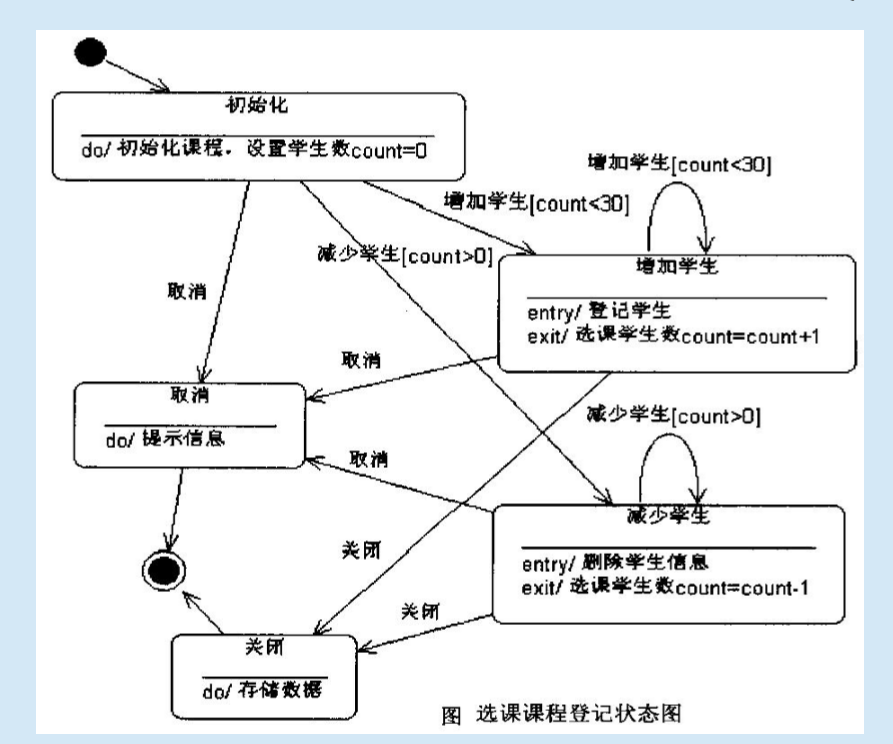 初始化
do/ 初始化课程，设置学生数count=0
增加学生[count<30]
增加学生[count<30]
减少学生[count>0]
增加学生
entry/ 登记学生
exit/ 选课学生数count=count+1
取消
取消
取消
do/ 提示信息
减少学生[count>0]
取消
减少学生
entry/ 删除学生信息
exit/ 选课学生数count=count-1
关闭
关闭
关闭
do/ 存储数据
图 选课课程登记状态图